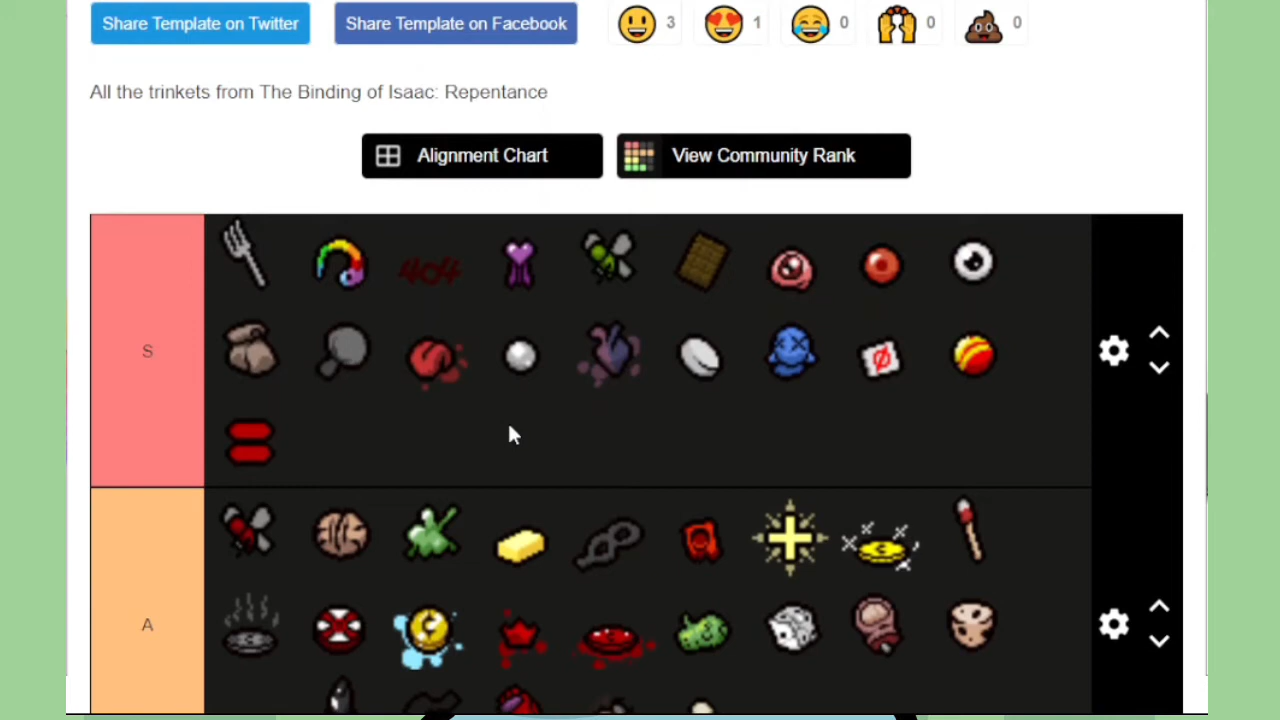 Share Template on Twitter
Share Template on Facebook
3
1
0
0
0
All the trinkets from The Binding of Isaac: Repentance
Alignment Chart
View Community Rank
S
404
A